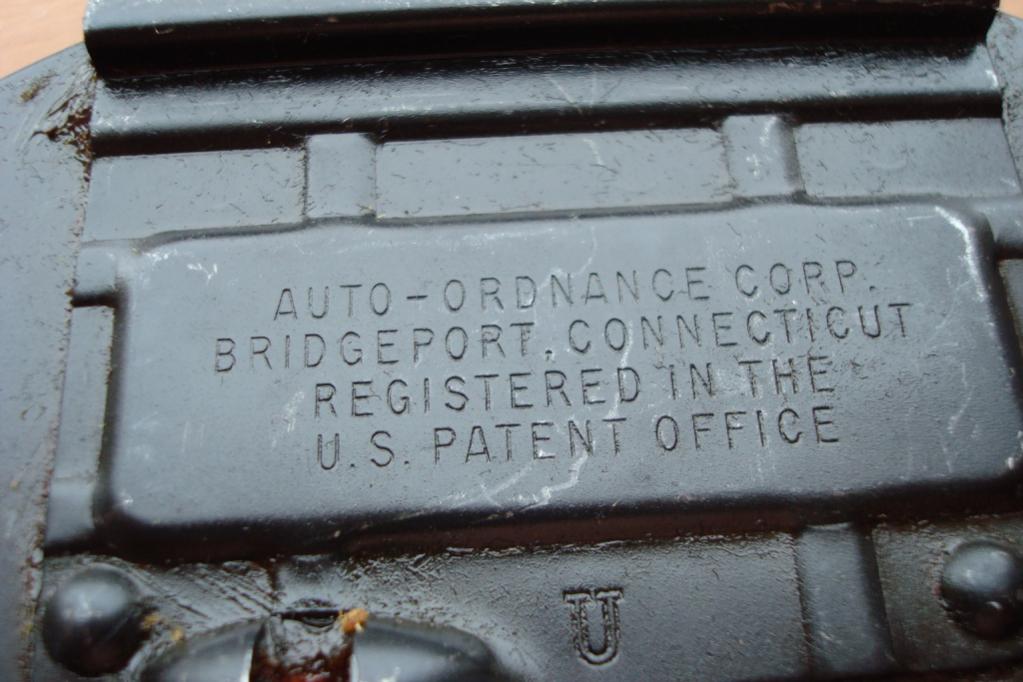 AUTO-ORDNANCE CORP.
BRIDGEPORT, CONNECTICUT
REGISTERED IN THE
U.S. PATENT OFFICE
U